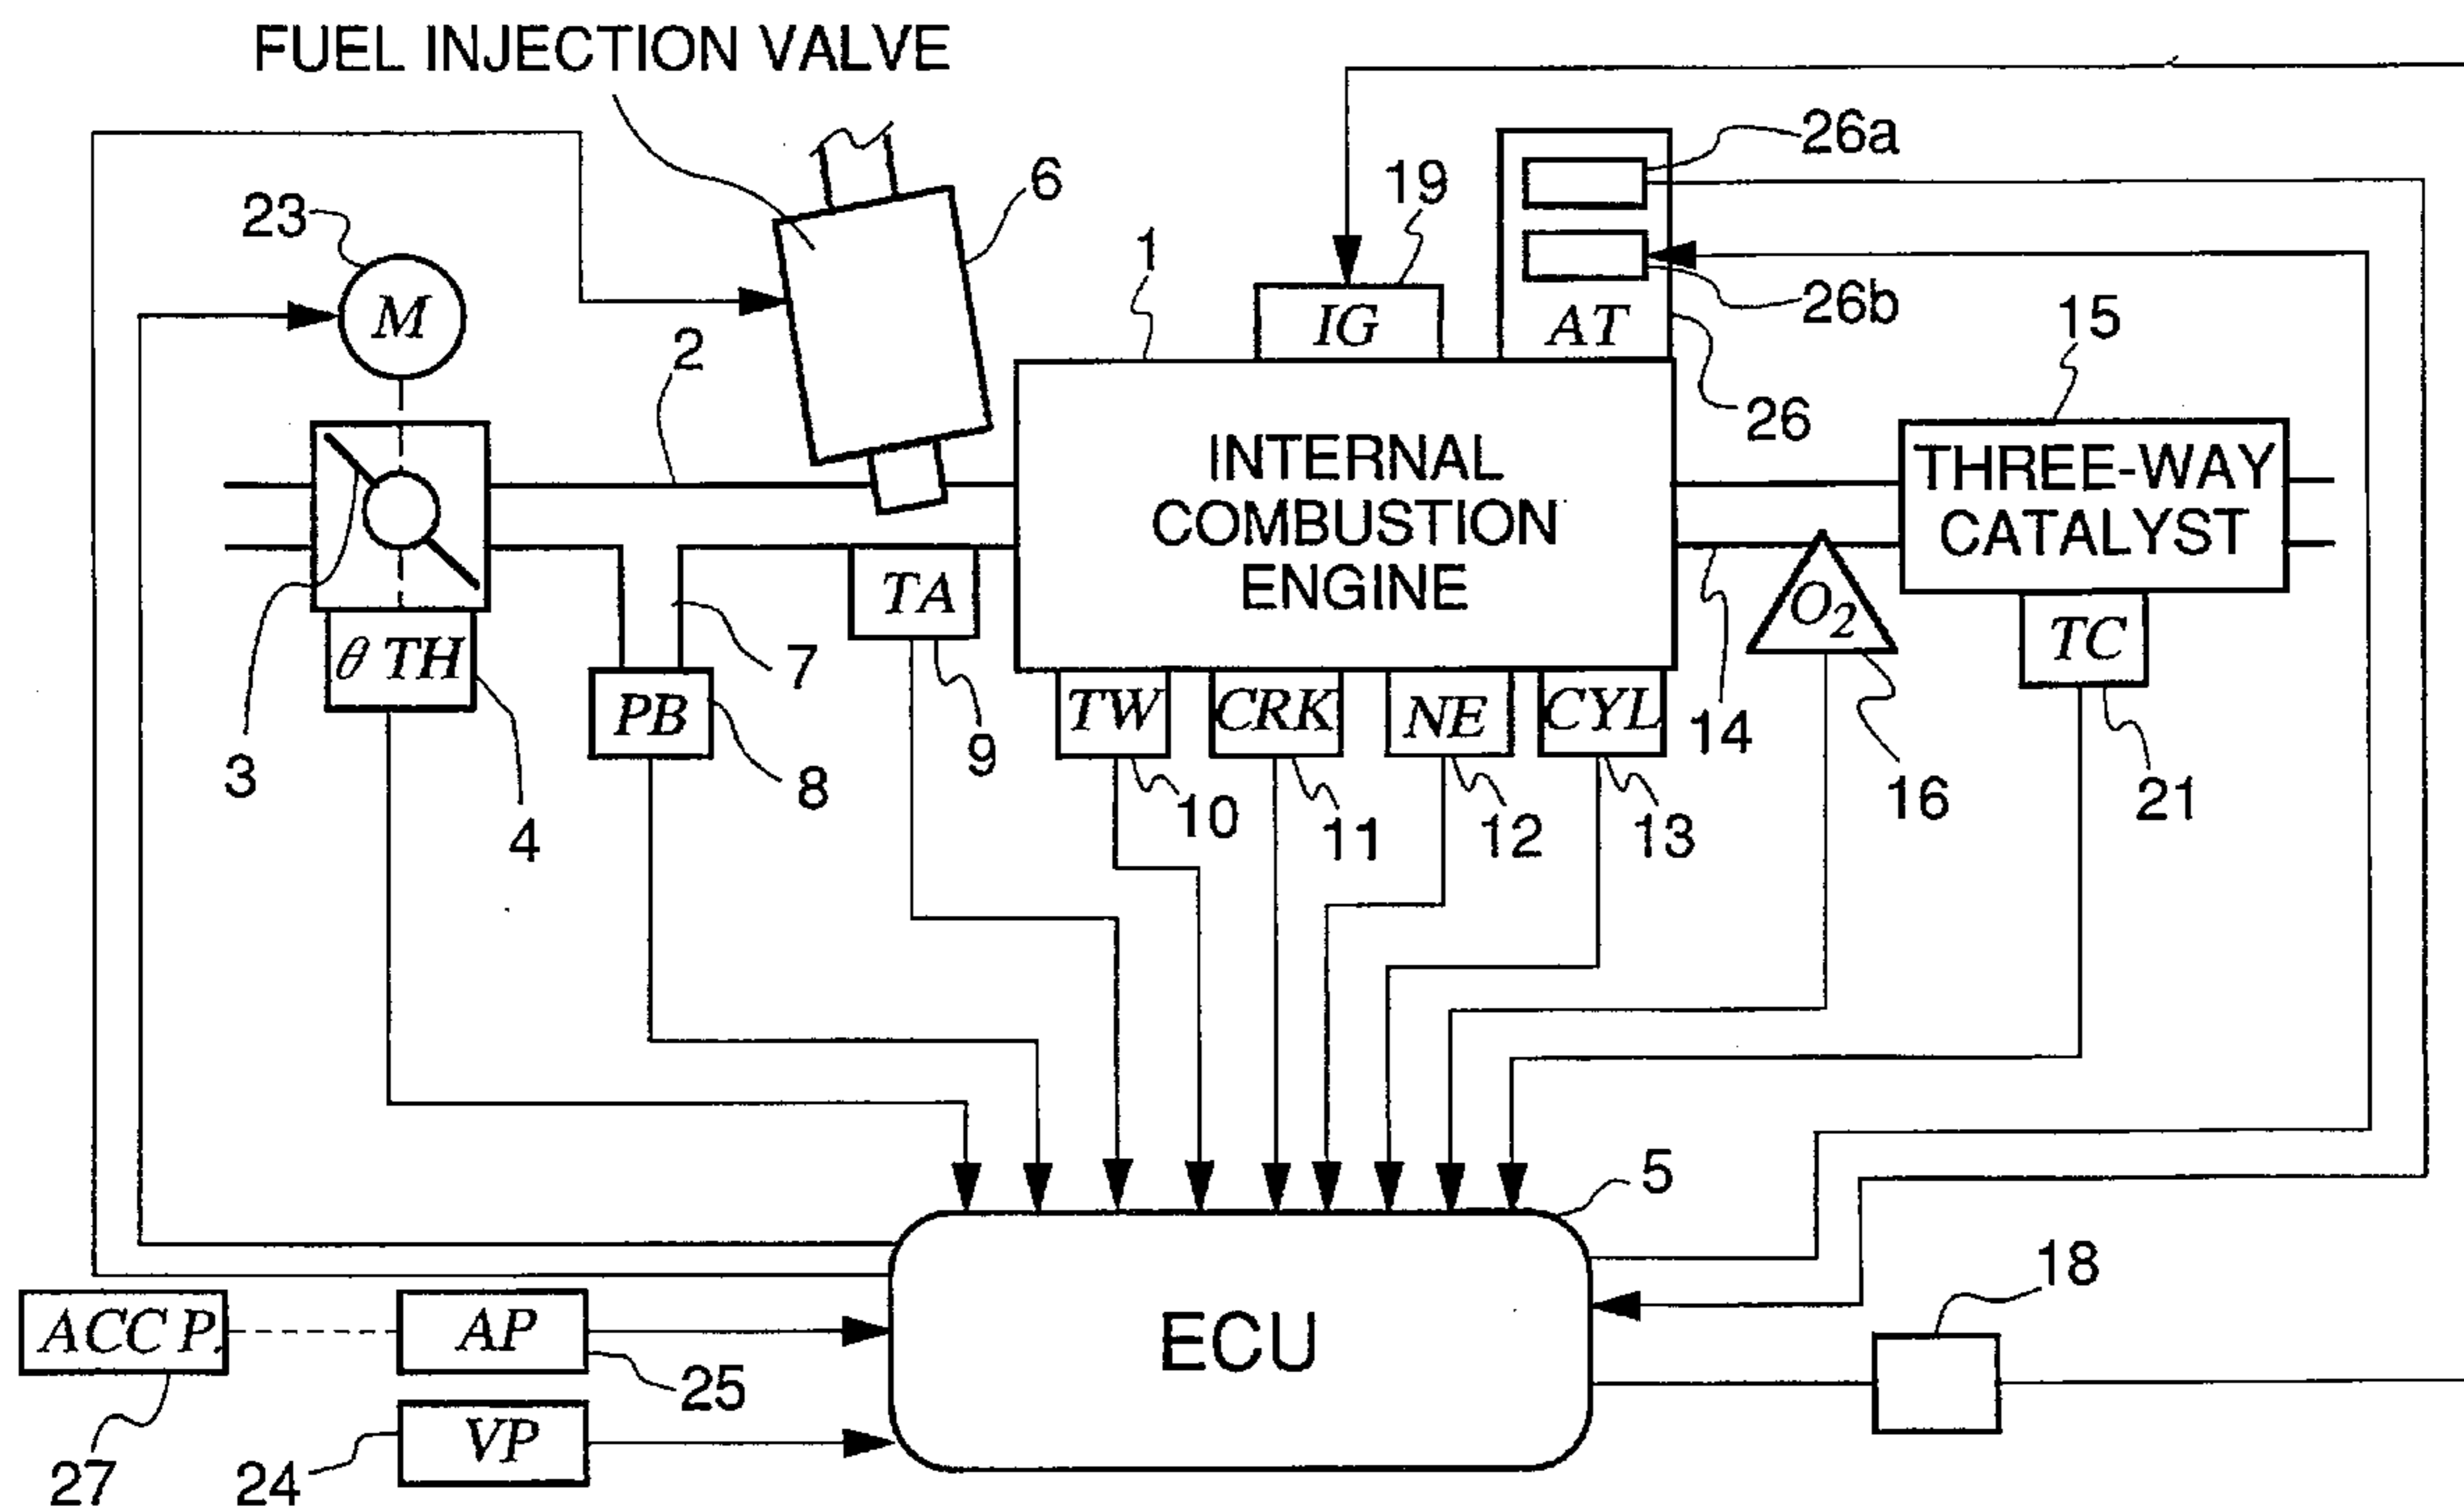 FUEL INJECTION VALVE
26a
6
19
23
1
M
IG
AT
26b
15
2
26
INTERNAL
COMBUSTION
ENGINE
THREE-WAY
CATALYST
TA
O2
TC
θ TH
7
PB
TW
CRK
NE
CYL
14
3
8
9
10
11
12
13
16
21
4
5
18
ACC P.
AP
ECU
25
VP
27
24